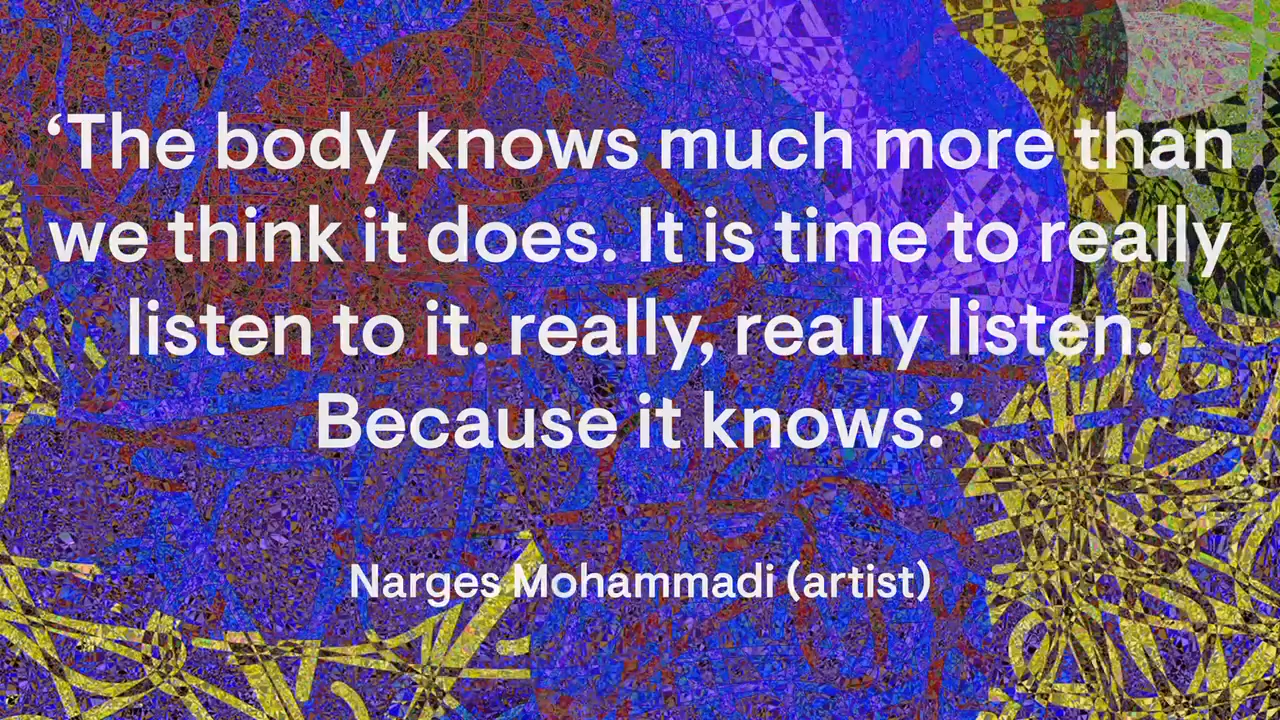 ‘The body knows much more than
we think it does. It is time to really
listen to it. really, really listen.
Because it knows.’
Narges Mohammadi (artist)